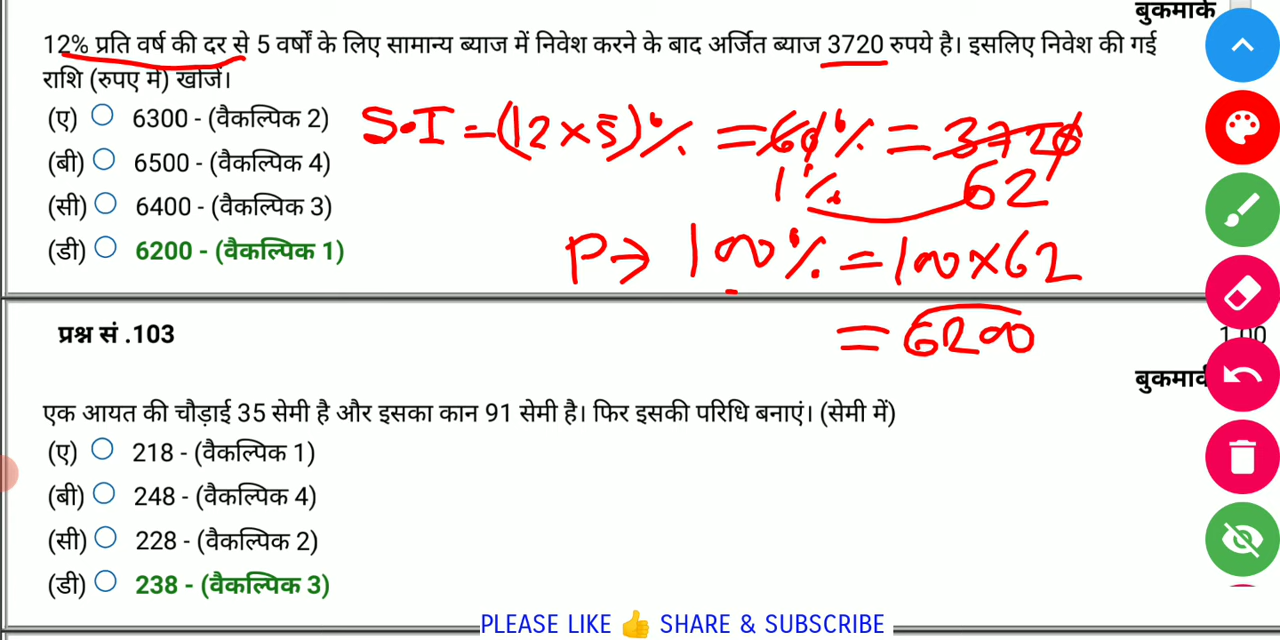 बुकमार्क
12% प्रति वर्ष की दर से 5 वर्षों के लिए सामान्य ब्याज में निवेश करने के बाद अर्जित ब्याज 3720 रुपये है। इसलिए निवेश की गई
राशि (रुपए में) खोजें।
(ए) 6300 - (वैकल्पिक 2)
(बी) 6500 - (वैकल्पिक 4)
(सी) 6400 - (वैकल्पिक 3)
(डी) 6200 - (वैकल्पिक 1)
S.I = (12 × 5)% = 60% = 3720
1% 62
P → 100% = 100 × 62
= 6200
प्रश्न सं .103
1.00
बुकमार्क
एक आयत की चौड़ाई 35 सेमी है और इसका कान 91 सेमी है। फिर इसकी परिधि बनाएं। (सेमी में)
(ए) 218 - (वैकल्पिक 1)
(बी) 248 - (वैकल्पिक 4)
(सी) 228 - (वैकल्पिक 2)
(डी) 238 - (वैकल्पिक 3)
PLEASE LIKE 👍 SHARE & SUBSCRIBE